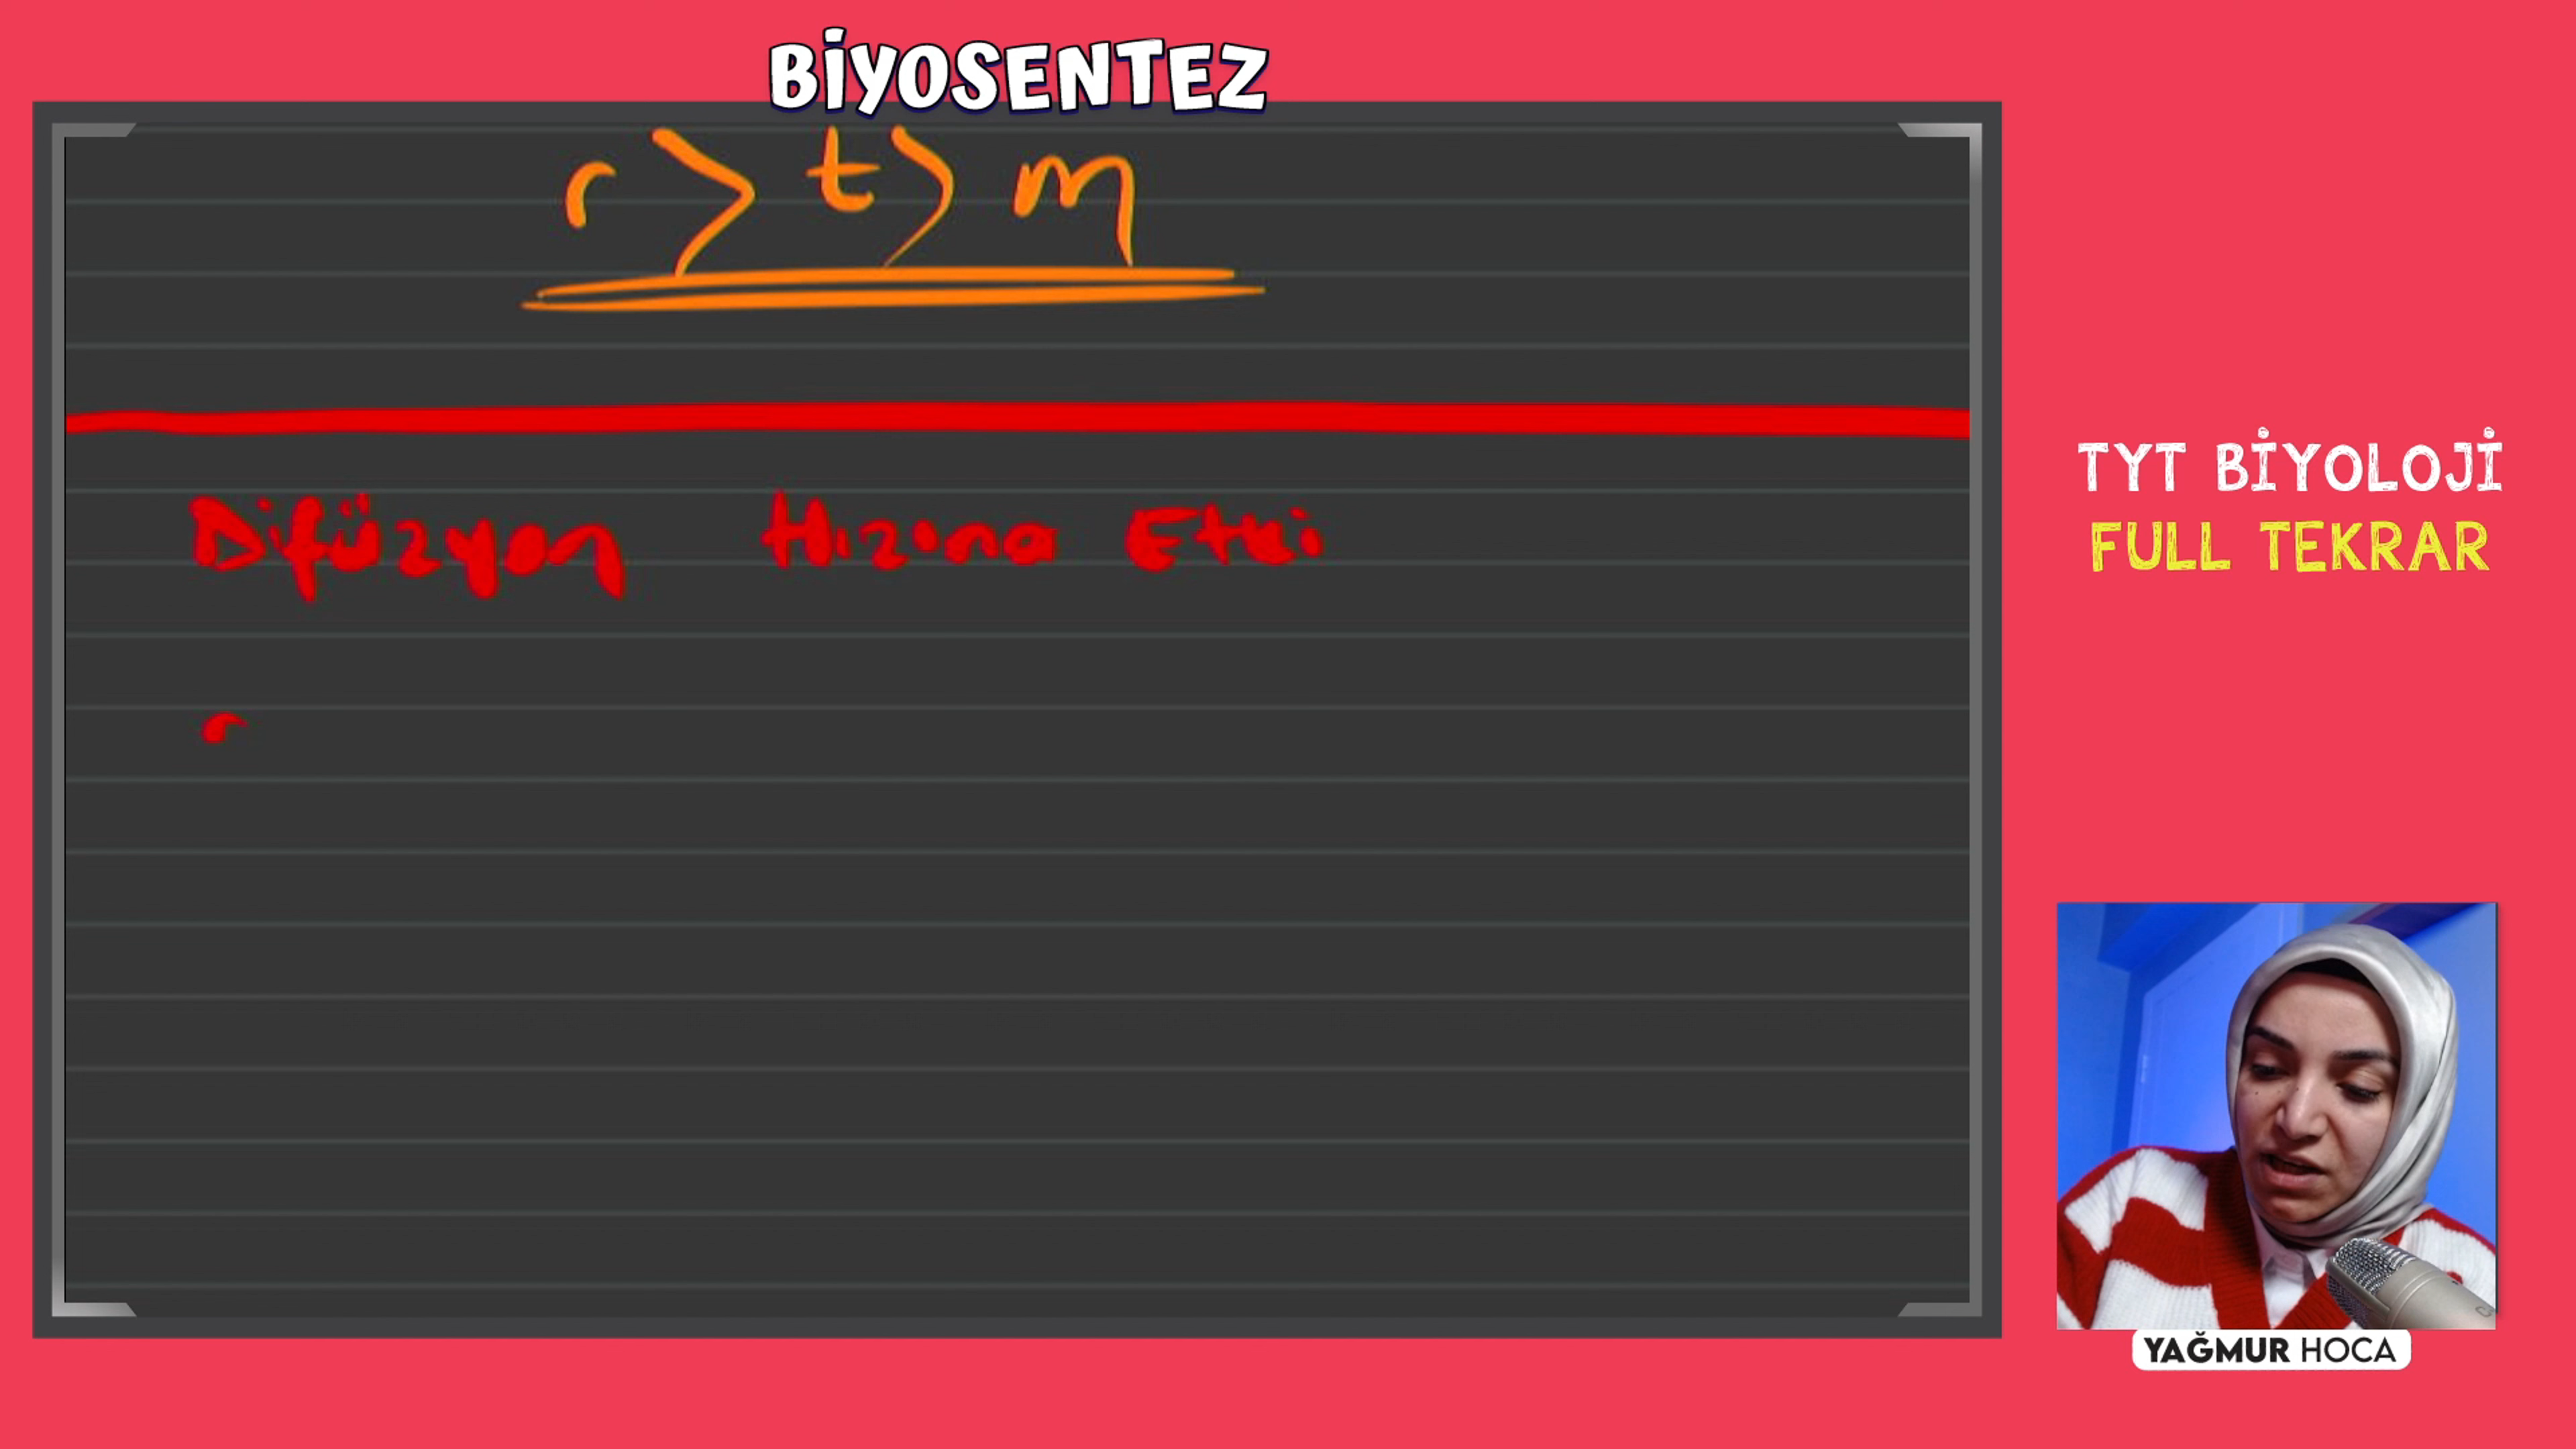 BİYOSENTEZ
r > t > m
TYT BİYOLOJİ
FULL TEKRAR
Difüzyon Hızına Etki
YAĞMUR HOCA